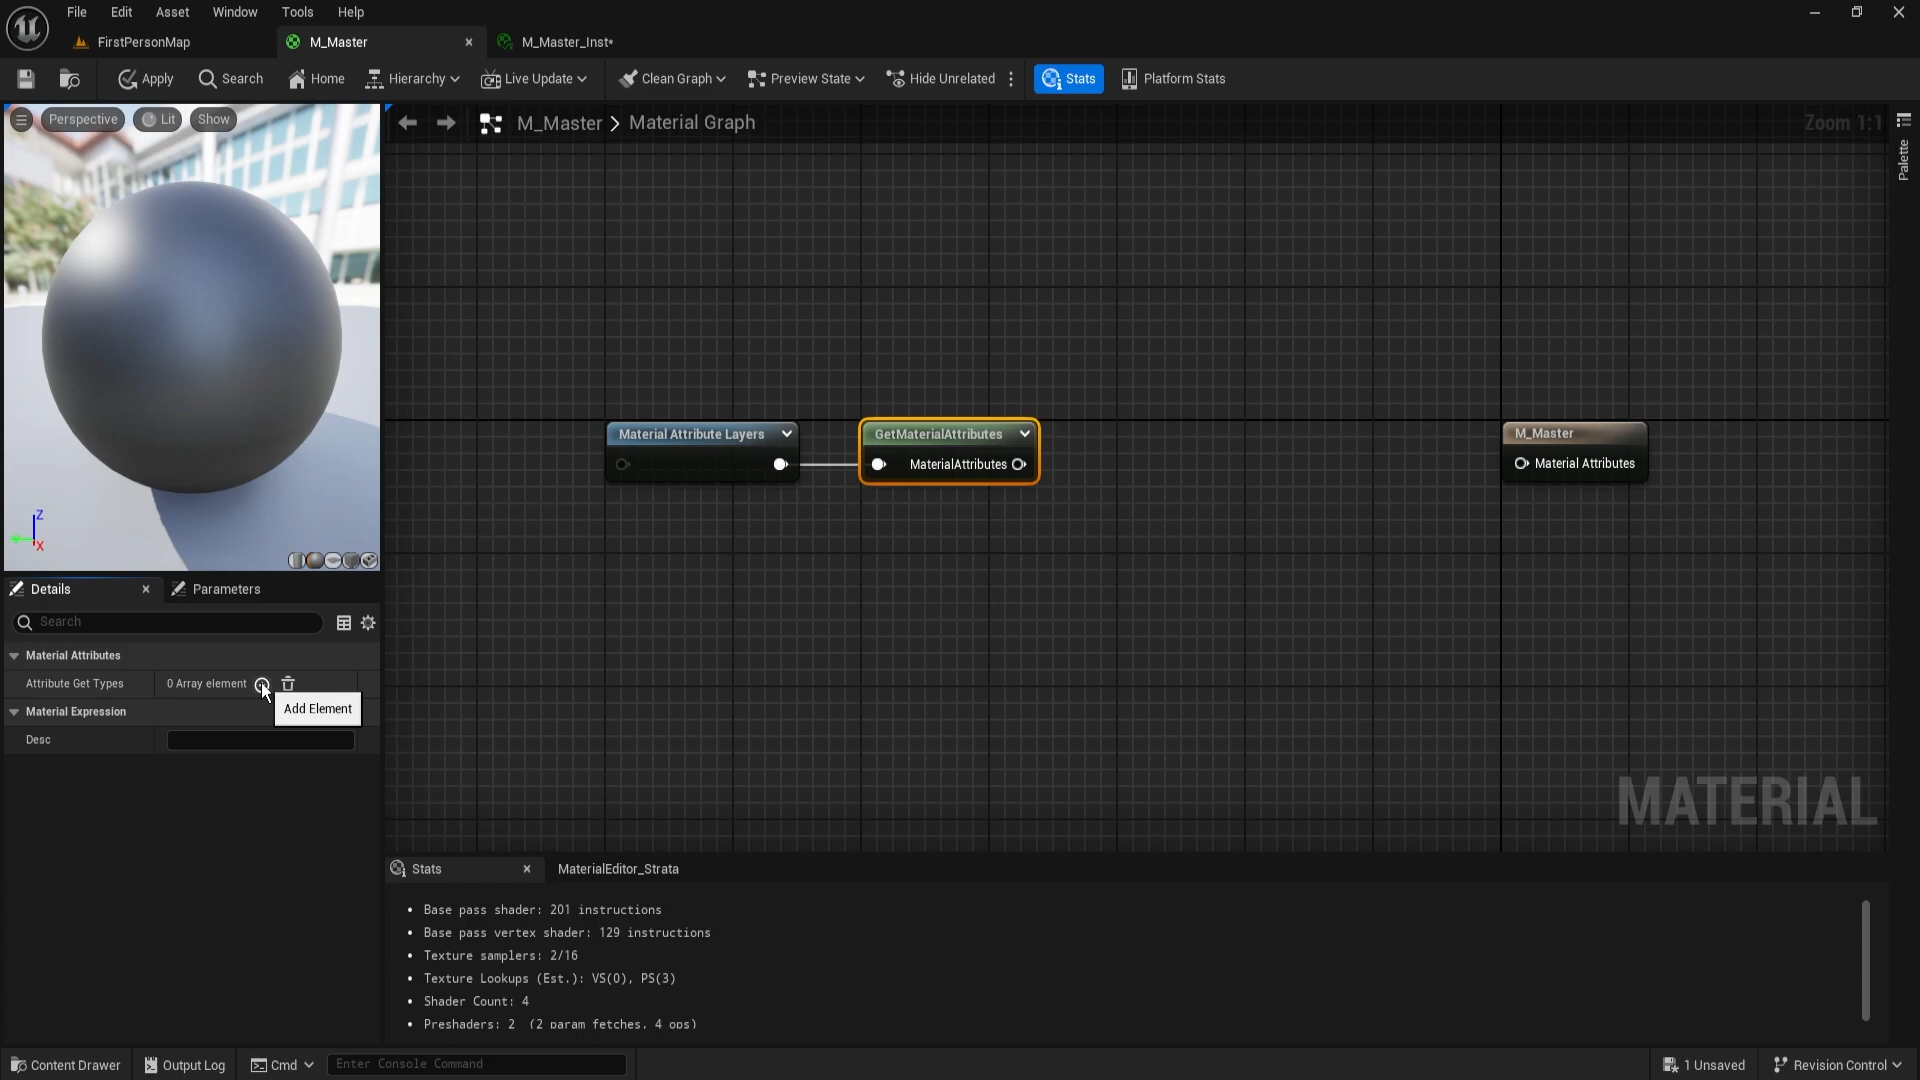 File Edit Asset Window Tools Help
FirstPersonMap M_Master M_Master_Inst*
Apply Search Home Hierarchy Live Update Clean Graph Preview State Hide Unrelated Stats Platform Stats
Perspective Lit Show
M_Master > Material Graph
Zoom 1:1
Palette
Material Attribute Layers
GetMaterialAttributes
MaterialAttributes
M_Master
Material Attributes
Z
X
Details Parameters
Search
Material Attributes
Attribute Get Types 0 Array element
Add Element
Material Expression
Desc
MATERIAL
Stats MaterialEditor_Strata
• Base pass shader: 201 instructions
• Base pass vertex shader: 129 instructions
• Texture samplers: 2/16
• Texture Lookups (Est.): VS(0), PS(3)
• Shader Count: 4
• Preshaders: 2 (2 param fetches, 4 ops)
Content Drawer Output Log Cmd Enter Console Command 1 Unsaved Revision Control